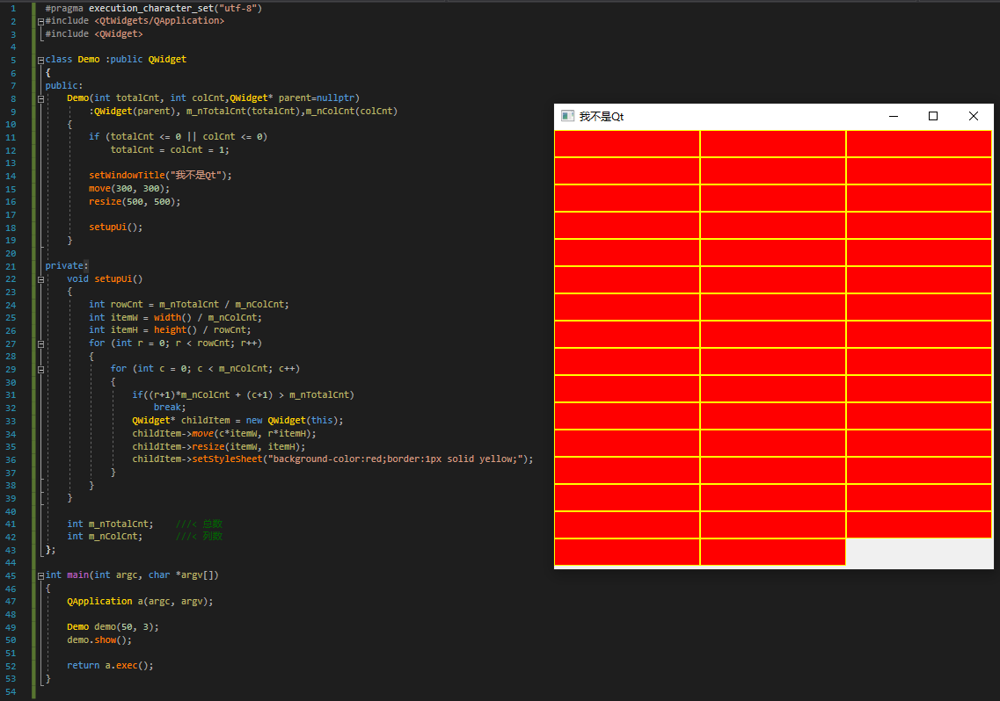 1 #pragma execution_character_set("utf-8")
2 #include <QtWidgets/QApplication>
3 #include <QWidget>
4
5 class Demo :public QWidget
6 {
7 public:
8 Demo(int totalCnt, int colCnt,QWidget* parent=nullptr)
9 :QWidget(parent), m_nTotalCnt(totalCnt),m_nColCnt(colCnt)
10 {
11 if (totalCnt <= 0 || colCnt <= 0)
12 totalCnt = colCnt = 1;
13
14 setWindowTitle("我不是Qt");
15 move(300, 300);
16 resize(500, 500);
17
18 setupUi();
19 }
20
21 private:
22 void setupUi()
23 {
24 int rowCnt = m_nTotalCnt / m_nColCnt;
25 int itemW = width() / m_nColCnt;
26 int itemH = height() / rowCnt;
27 for (int r = 0; r < rowCnt; r++)
28 {
29 for (int c = 0; c < m_nColCnt; c++)
30 {
31 if((r+1)*m_nColCnt + (c+1) > m_nTotalCnt)
32 break;
33 QWidget* childItem = new QWidget(this);
34 childItem->move(c*itemW, r*itemH);
35 childItem->resize(itemW, itemH);
36 childItem->setStyleSheet("background-color:red;border:1px solid yellow;");
37 }
38 }
39 }
40
41 int m_nTotalCnt; ///< 总数
42 int m_nColCnt; ///< 列数
43 };
44
45 int main(int argc, char *argv[])
46 {
47 QApplication a(argc, argv);
48
49 Demo demo(50, 3);
50 demo.show();
51
52 return a.exec();
53 }
54
我不是Qt